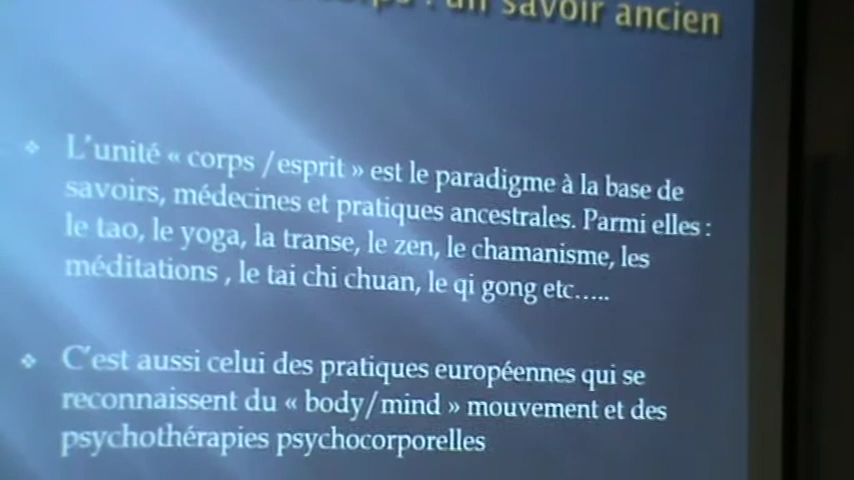 corps : un savoir ancien
L'unité « corps /esprit » est le paradigme à la base de
savoirs, médecines et pratiques ancestrales. Parmi elles :
le tao, le yoga, la transe, le zen, le chamanisme, les
méditations , le tai chi chuan, le qi gong etc…..
C'est aussi celui des pratiques européennes qui se
reconnaissent du « body/mind » mouvement et des
psychothérapies psychocorporelles